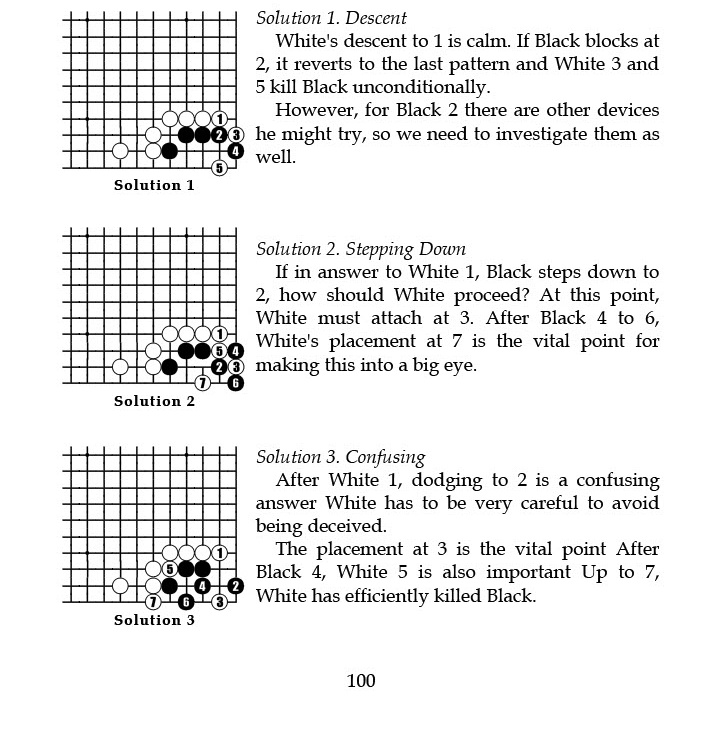 Solution 1. Descent
White's descent to 1 is calm. If Black blocks at
2, it reverts to the last pattern and White 3 and
5 kill Black unconditionally.
However, for Black 2 there are other devices
he might try, so we need to investigate them as
well.
1
2 3
4
5
Solution 1
Solution 2. Stepping Down
If in answer to White 1, Black steps down to
2, how should White proceed? At this point,
White must attach at 3. After Black 4 to 6,
White's placement at 7 is the vital point for
making this into a big eye.
1
5 4
2 3
7 6
Solution 2
Solution 3. Confusing
After White 1, dodging to 2 is a confusing
answer White has to be very careful to avoid
being deceived.
The placement at 3 is the vital point After
Black 4, White 5 is also important Up to 7,
White has efficiently killed Black.
1
5
4 2
7 6 3
Solution 3
100